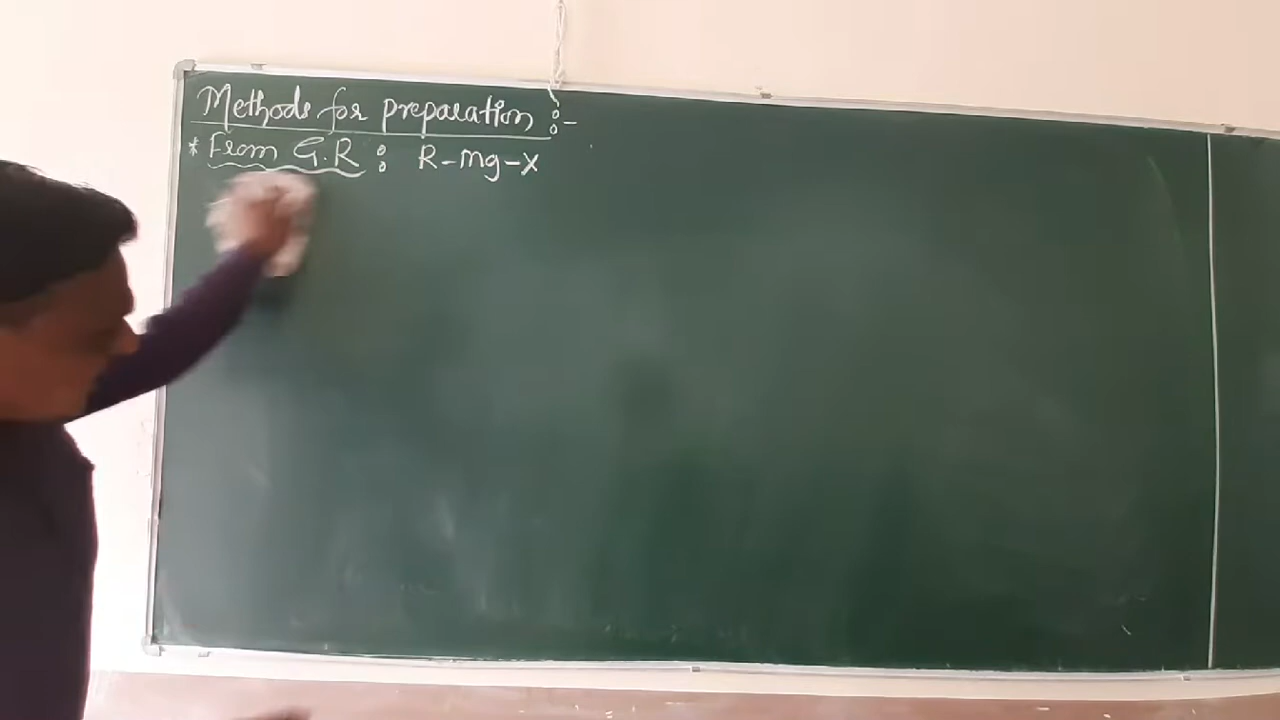 Methods for preparation :-
* From G.R : R-mg-X